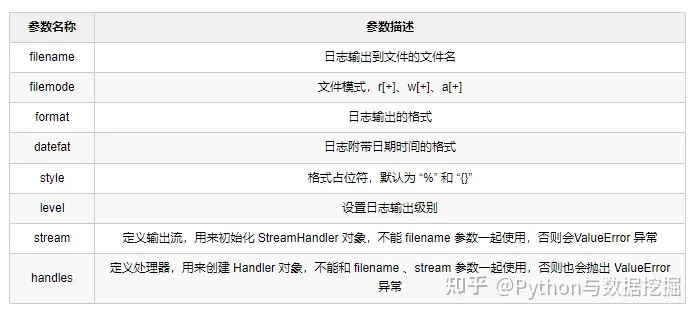 参数名称 参数描述
filename 日志输出到文件的文件名
filemode 文件模式，r[+]、w[+]、a[+]
format 日志输出的格式
datefat 日志附带日期时间的格式
style 格式占位符，默认为 “%” 和 “{}”
level 设置日志输出级别
stream 定义输出流，用来初始化 StreamHandler 对象，不能 filename 参数一起使用，否则会ValueError 异常
handles 定义处理器，用来创建 Handler 对象，不能和 filename 、stream 参数一起使用，否则也会抛出 ValueError
异常
知乎 @Python与数据挖掘